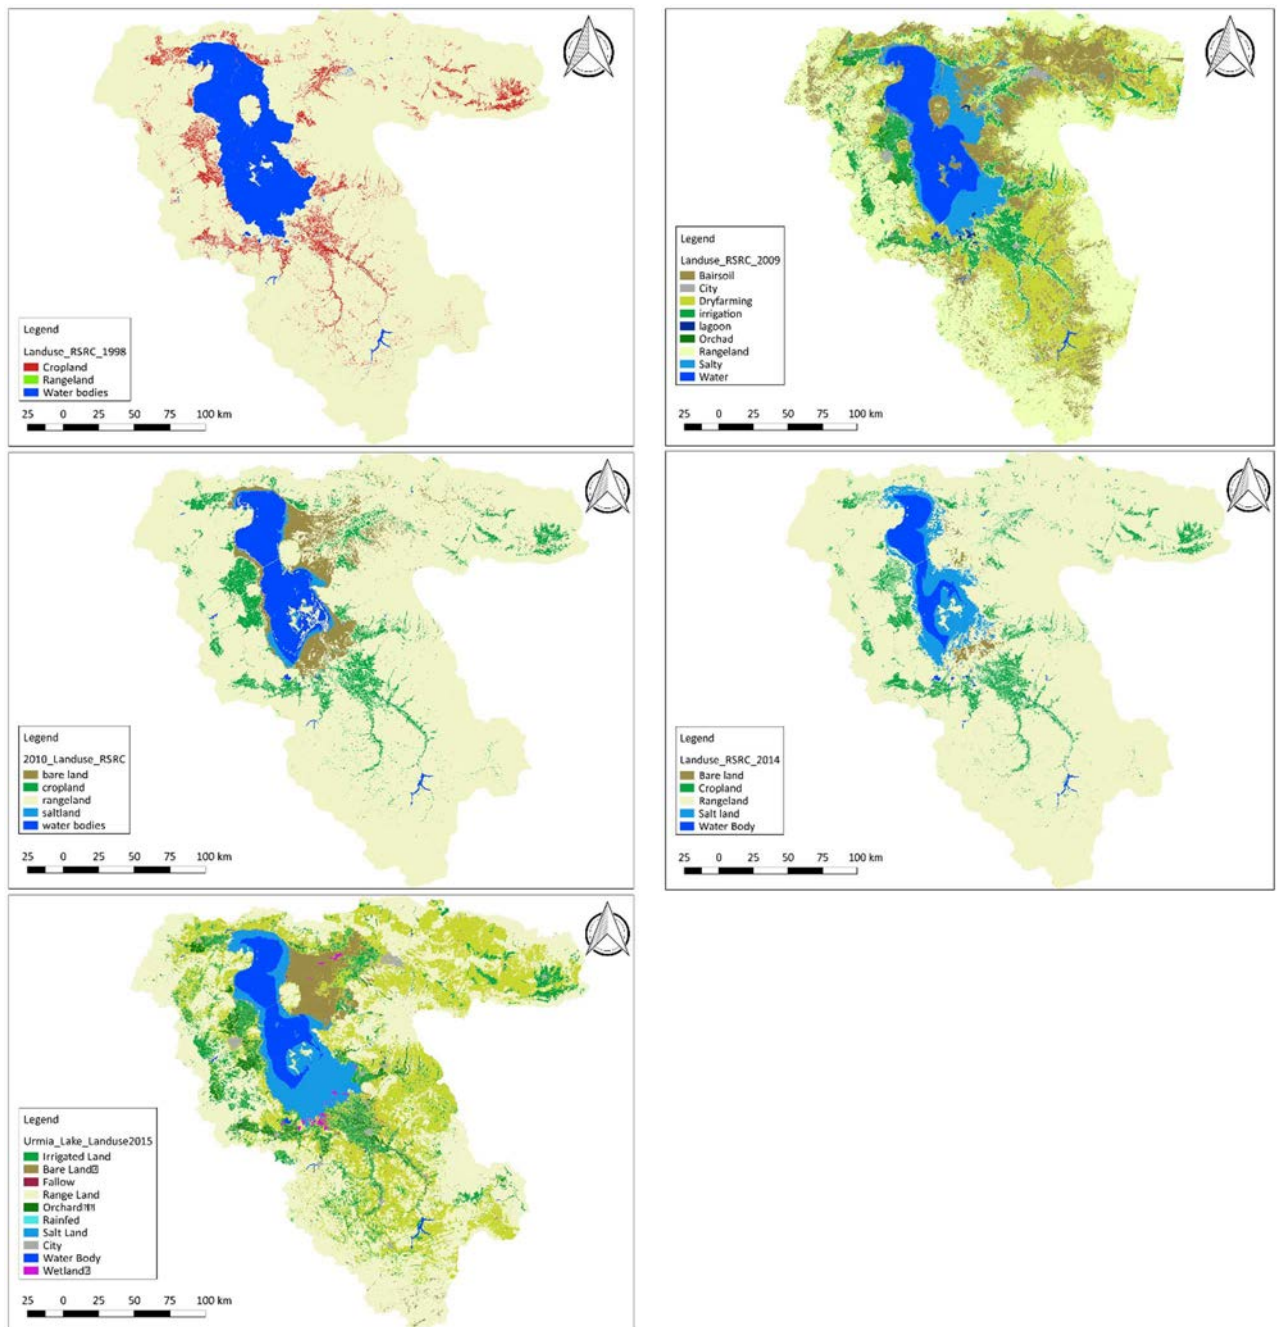 Legend
Landuse_RSRC_1998
Cropland
Rangeland
Water bodies
25 0 25 50 75 100 km
Legend
Landuse_RSRC_2009
Bairsoil
City
Dryfarming
irrigation
lagoon
Orchad
Rangeland
Salty
Water
25 0 25 50 75 100 km
Legend
2010_Landuse_RSRC
bare land
cropland
rangeland
saltland
water bodies
25 0 25 50 75 100 km
Legend
Landuse_RSRC_2014
Bare land
Cropland
Rangeland
Salt land
Water Body
25 0 25 50 75 100 km
Legend
Urmia_Lake_Landuse2015
Irrigated Land
Bare Land
Fallow
Range Land
Orchard
Rainfed
Salt Land
City
Water Body
Wetland
25 0 25 50 75 100 km